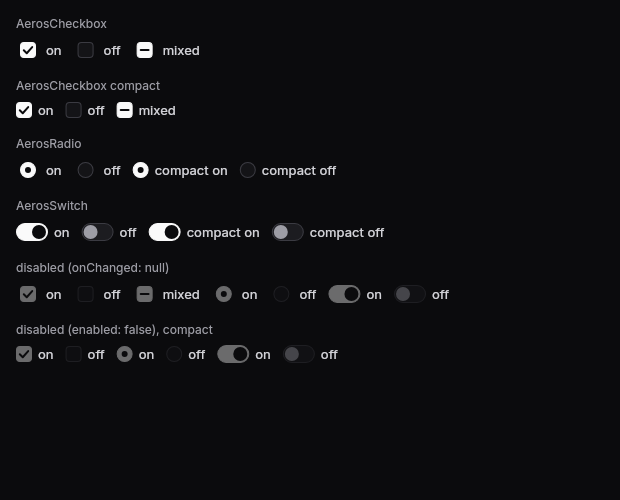 AerosCheckbox
on off mixed
AerosCheckbox compact
on off mixed
AerosRadio
on off compact on compact off
AerosSwitch
on off compact on compact off
disabled (onChanged: null)
on off mixed on off on off
disabled (enabled: false), compact
on off on off on off